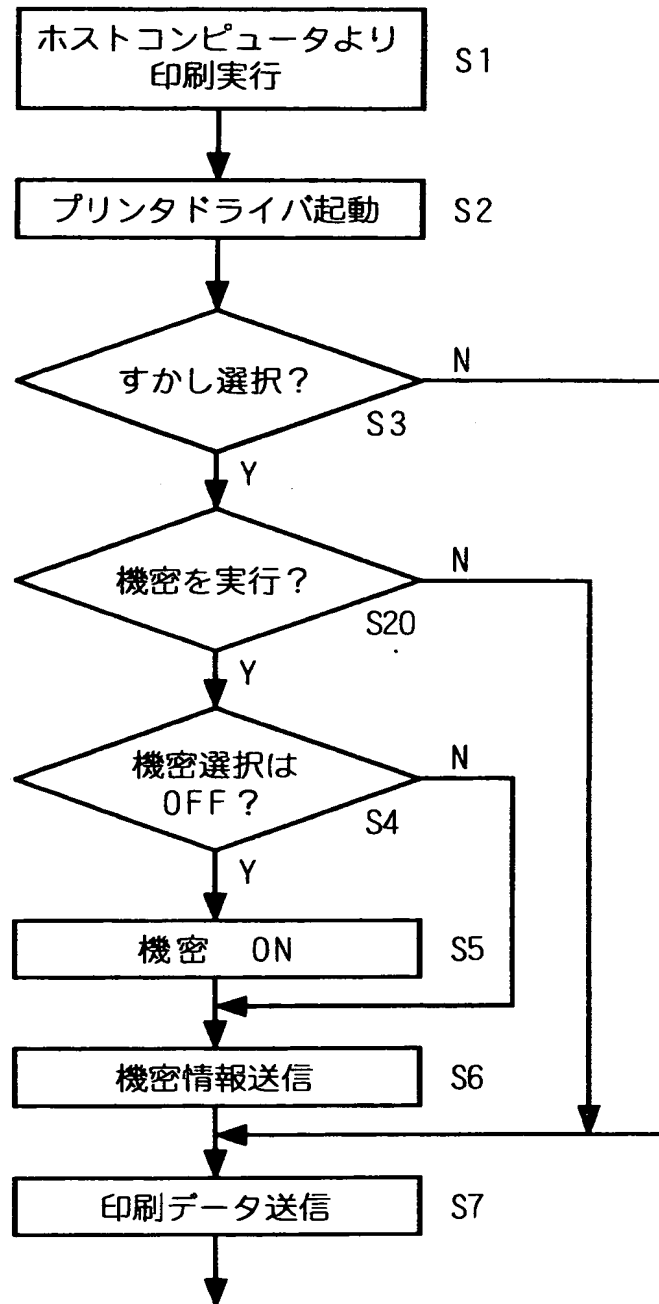 ホストコンピュータより
印刷実行
S1
プリンタドライバ起動
S2
すかし選択?
N
S3
Y
機密を実行?
N
S20
Y
機密選択は
OFF?
N
S4
Y
機密 ON
S5
機密情報送信
S6
印刷データ送信
S7